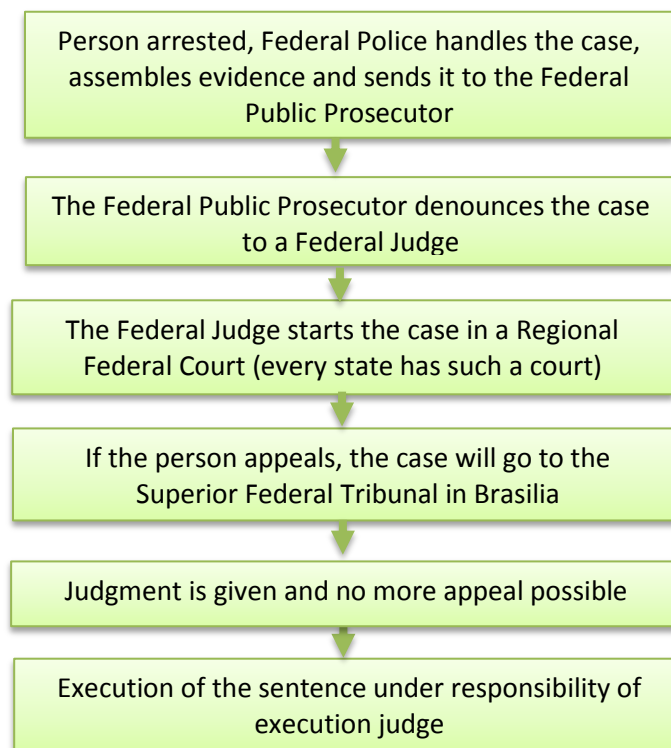 Person arrested, Federal Police handles the case,
assembles evidence and sends it to the Federal
Public Prosecutor
The Federal Public Prosecutor denounces the case
to a Federal Judge
The Federal Judge starts the case in a Regional
Federal Court (every state has such a court)
If the person appeals, the case will go to the
Superior Federal Tribunal in Brasilia
Judgment is given and no more appeal possible
Execution of the sentence under responsibility of
execution judge